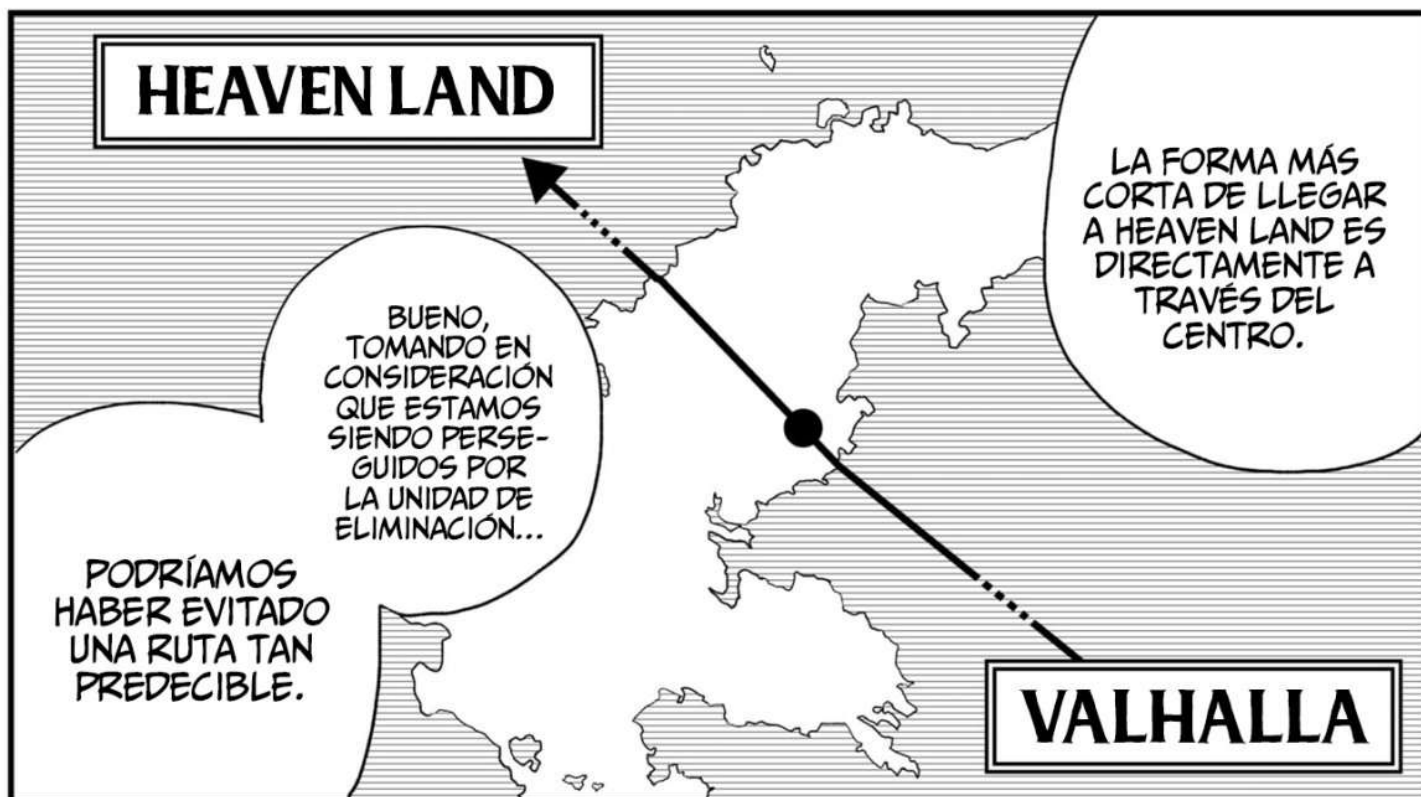 HEAVEN LAND
LA FORMA MÁS
CORTA DE LLEGAR
A HEAVEN LAND ES
DIRECTAMENTE A
TRAVÉS DEL
CENTRO.
BUENO,
TOMANDO EN
CONSIDERACIÓN
QUE ESTAMOS
SIENDO PERSE-
GUIDOS POR
LA UNIDAD DE
ELIMINACIÓN...
PODRÍAMOS
HABER EVITADO
UNA RUTA TAN
PREDECIBLE.
VALHALLA